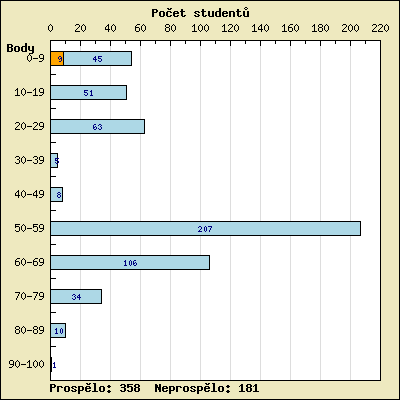 Počet studentů
0 20 40 60 80 100 120 140 160 180 200 220
Body
0-9 9 45
10-19 51
20-29 63
30-39 5
40-49 8
50-59 207
60-69 106
70-79 34
80-89 10
90-100 1
Prospělo: 358 Neprospělo: 181